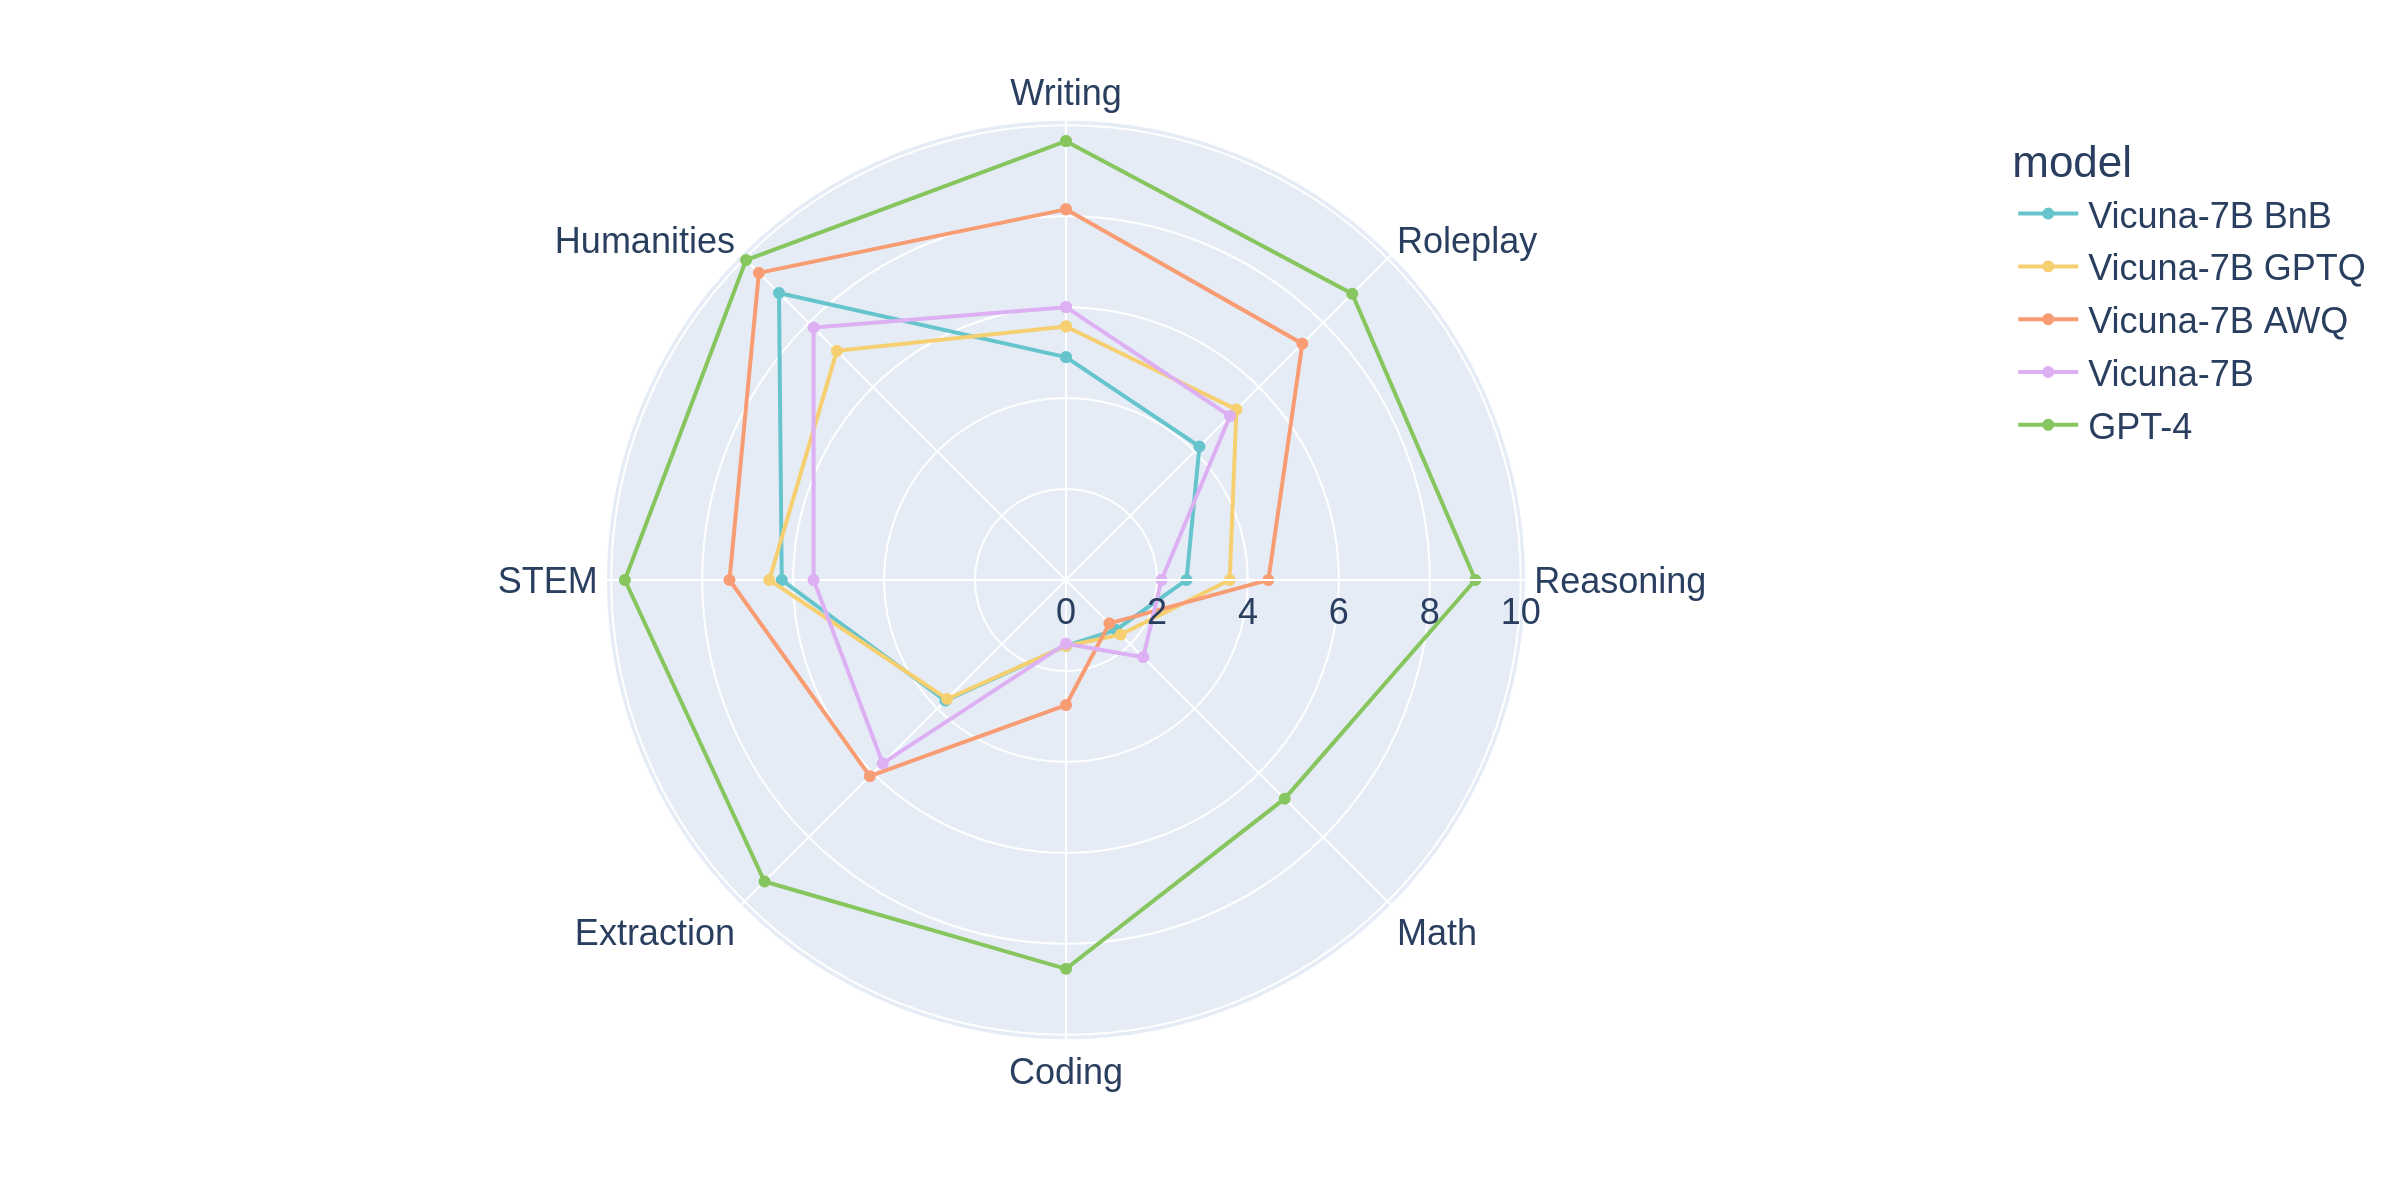 Writing
Humanities
Roleplay
STEM
Reasoning
0 2 4 6 8 10
Extraction
Math
Coding
model
Vicuna-7B BnB
Vicuna-7B GPTQ
Vicuna-7B AWQ
Vicuna-7B
GPT-4